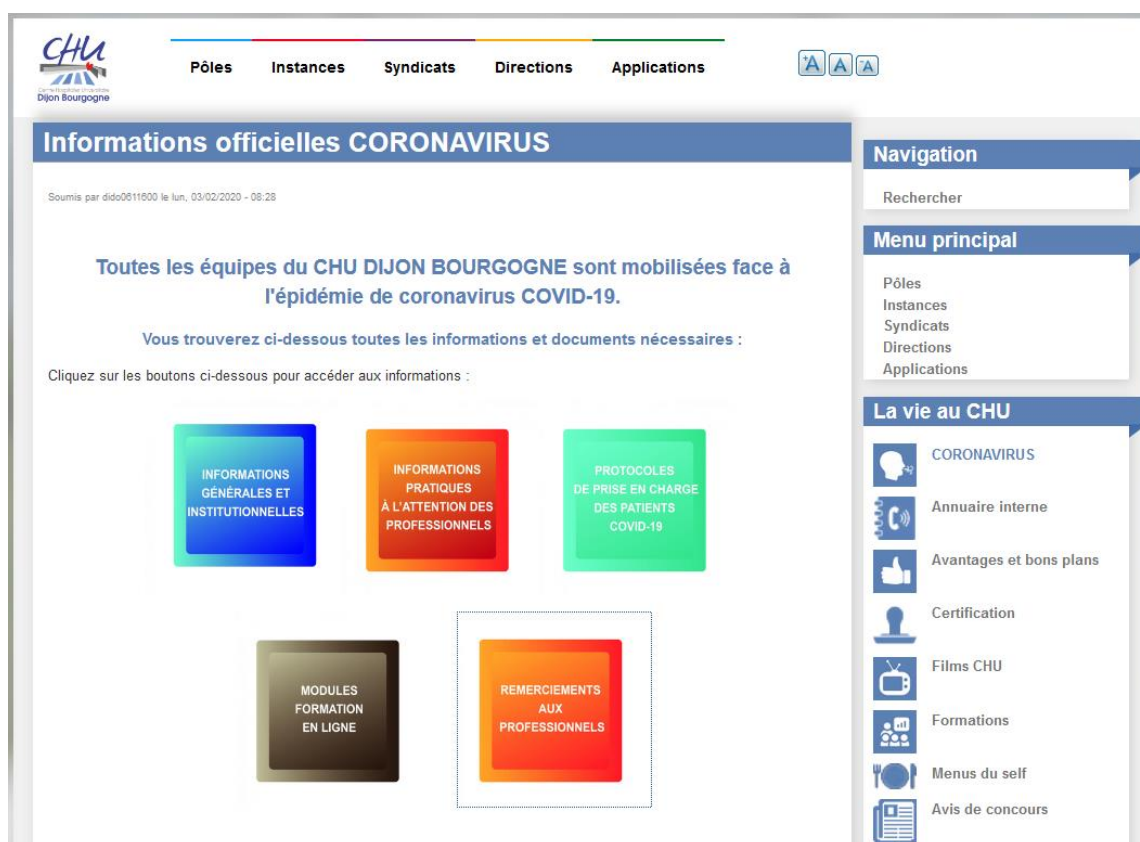 CHU
Centre Hospitalier Universitaire
Dijon Bourgogne
Pôles Instances Syndicats Directions Applications
+A A -A
Informations officielles CORONAVIRUS
Soumis par dido0611600 le lun, 03/02/2020 - 08:28
Toutes les équipes du CHU DIJON BOURGOGNE sont mobilisées face à
l'épidémie de coronavirus COVID-19.
Vous trouverez ci-dessous toutes les informations et documents nécessaires :
Cliquez sur les boutons ci-dessous pour accéder aux informations :
INFORMATIONS
GÉNÉRALES ET
INSTITUTIONNELLES
INFORMATIONS
PRATIQUES
À L'ATTENTION DES
PROFESSIONNELS
PROTOCOLES
DE PRISE EN CHARGE
DES PATIENTS
COVID-19
MODULES
FORMATION
EN LIGNE
REMERCIEMENTS
AUX
PROFESSIONNELS
Navigation
Rechercher
Menu principal
Pôles
Instances
Syndicats
Directions
Applications
La vie au CHU
CORONAVIRUS
Annuaire interne
Avantages et bons plans
Certification
Films CHU
Formations
Menus du self
Avis de concours